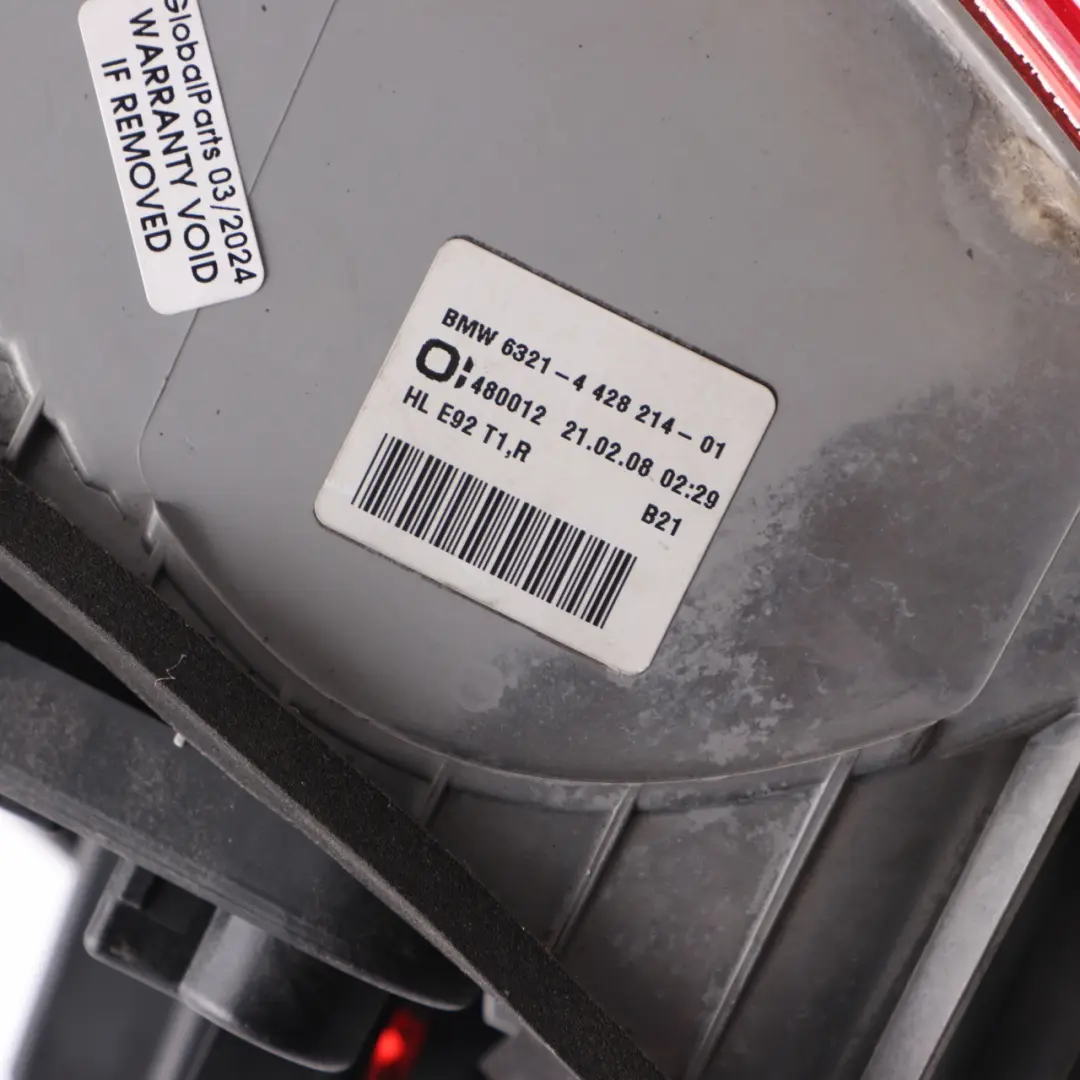 GlobalParts 03/2024
WARRANTY VOID
IF REMOVED
BMW 6321-4 428 214-01
480012 21.02.08 02:29
HL E92 T1,R
B21